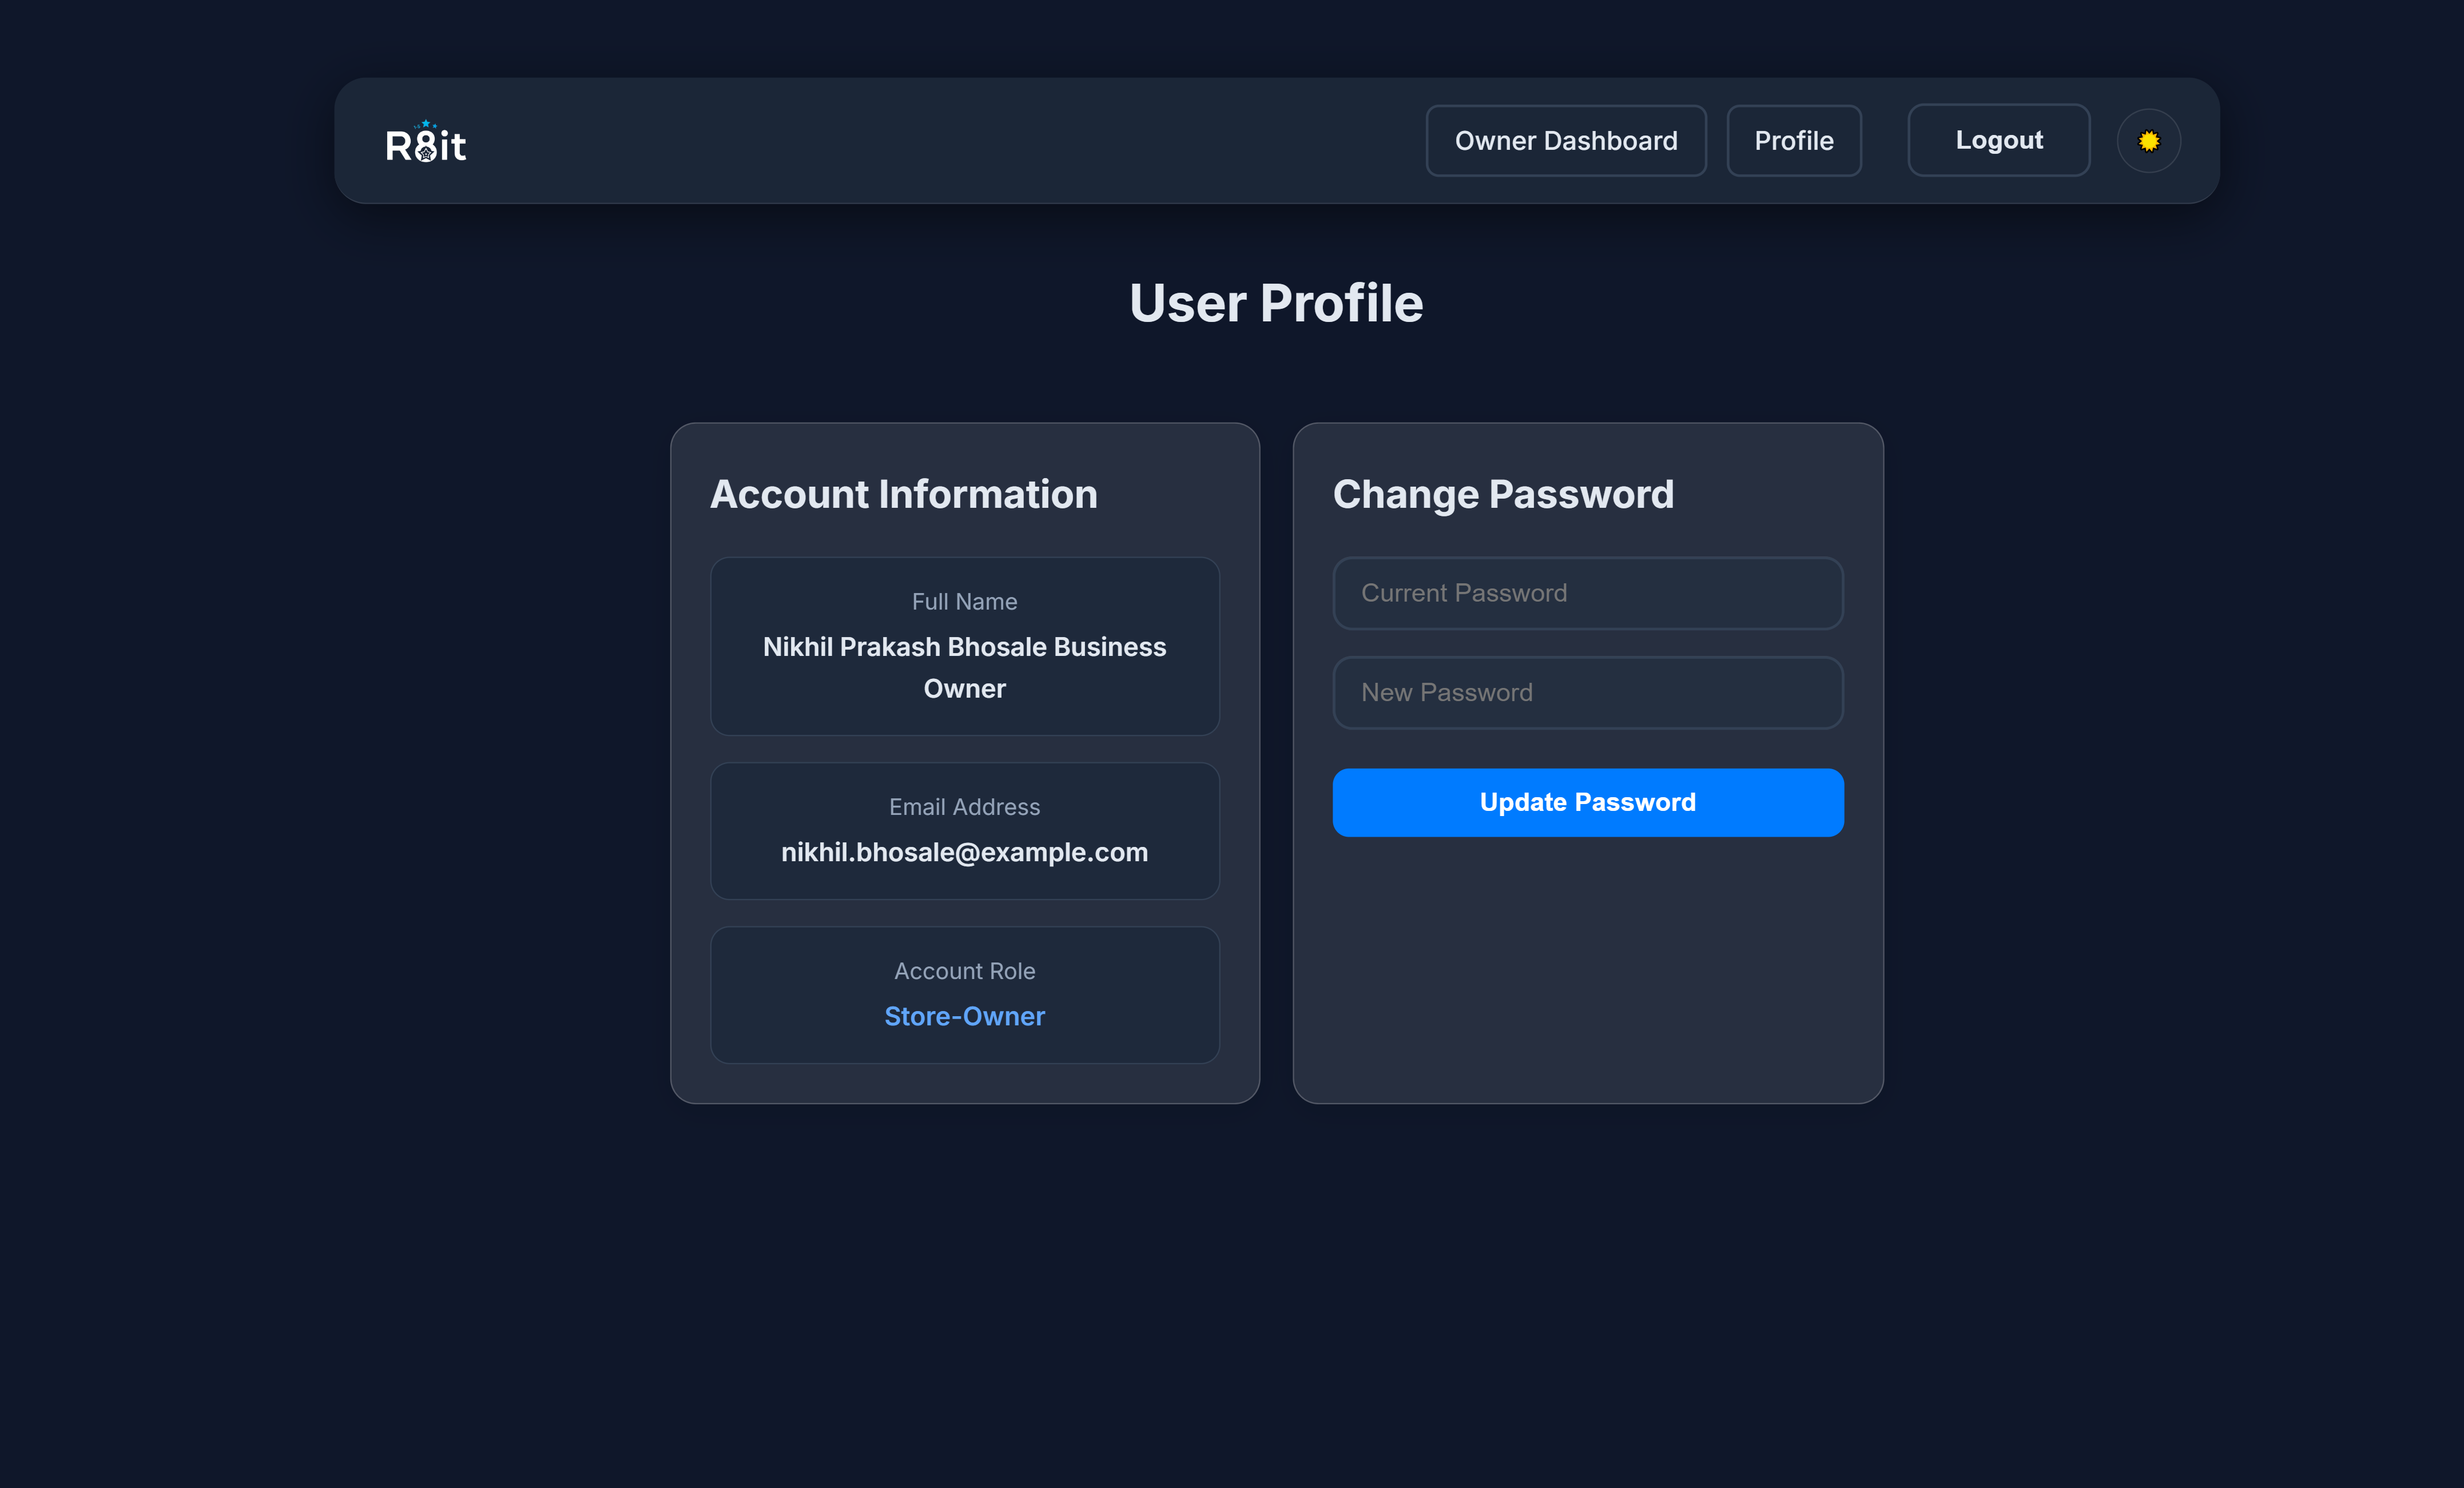 R8it
Owner Dashboard
Profile
Logout
User Profile
Account Information
Full Name
Nikhil Prakash Bhosale Business
Owner
Email Address
nikhil.bhosale@example.com
Account Role
Store-Owner
Change Password
Current Password
New Password
Update Password